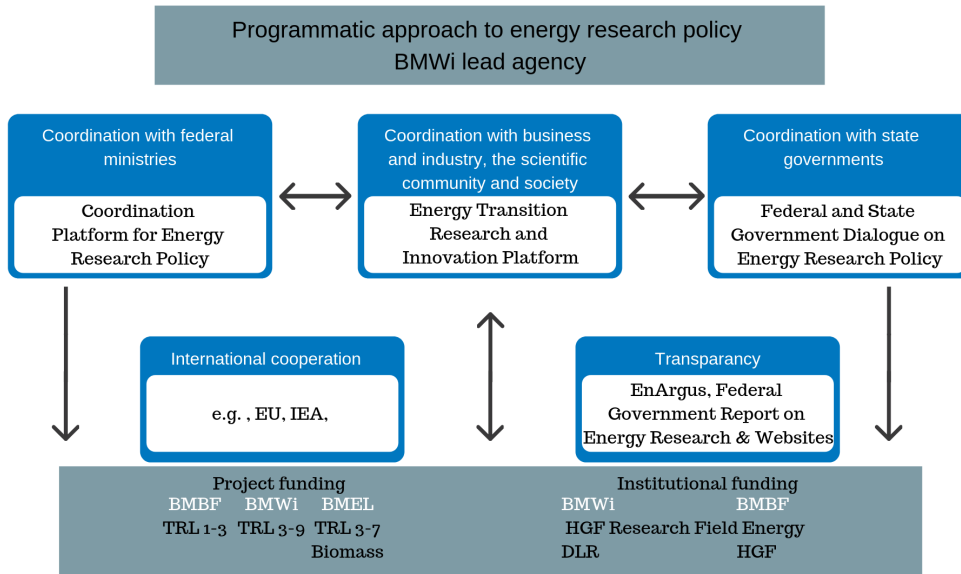 Programmatic approach to energy research policy
BMWi lead agency
Coordination with federal
ministries
Coordination
Platform for Energy
Research Policy
Coordination with business
and industry, the scientific
community and society
Energy Transition
Research and
Innovation Platform
Coordination with state
governments
Federal and State
Government Dialogue on
Energy Research Policy
International cooperation
e.g. , EU, IEA,
Transparancy
EnArgus, Federal
Government Report on
Energy Research & Websites
Project funding
BMBF BMWi BMEL
TRL 1-3 TRL 3-9 TRL 3-7
Biomass
Institutional funding
BMWi BMBF
HGF Research Field Energy
DLR HGF